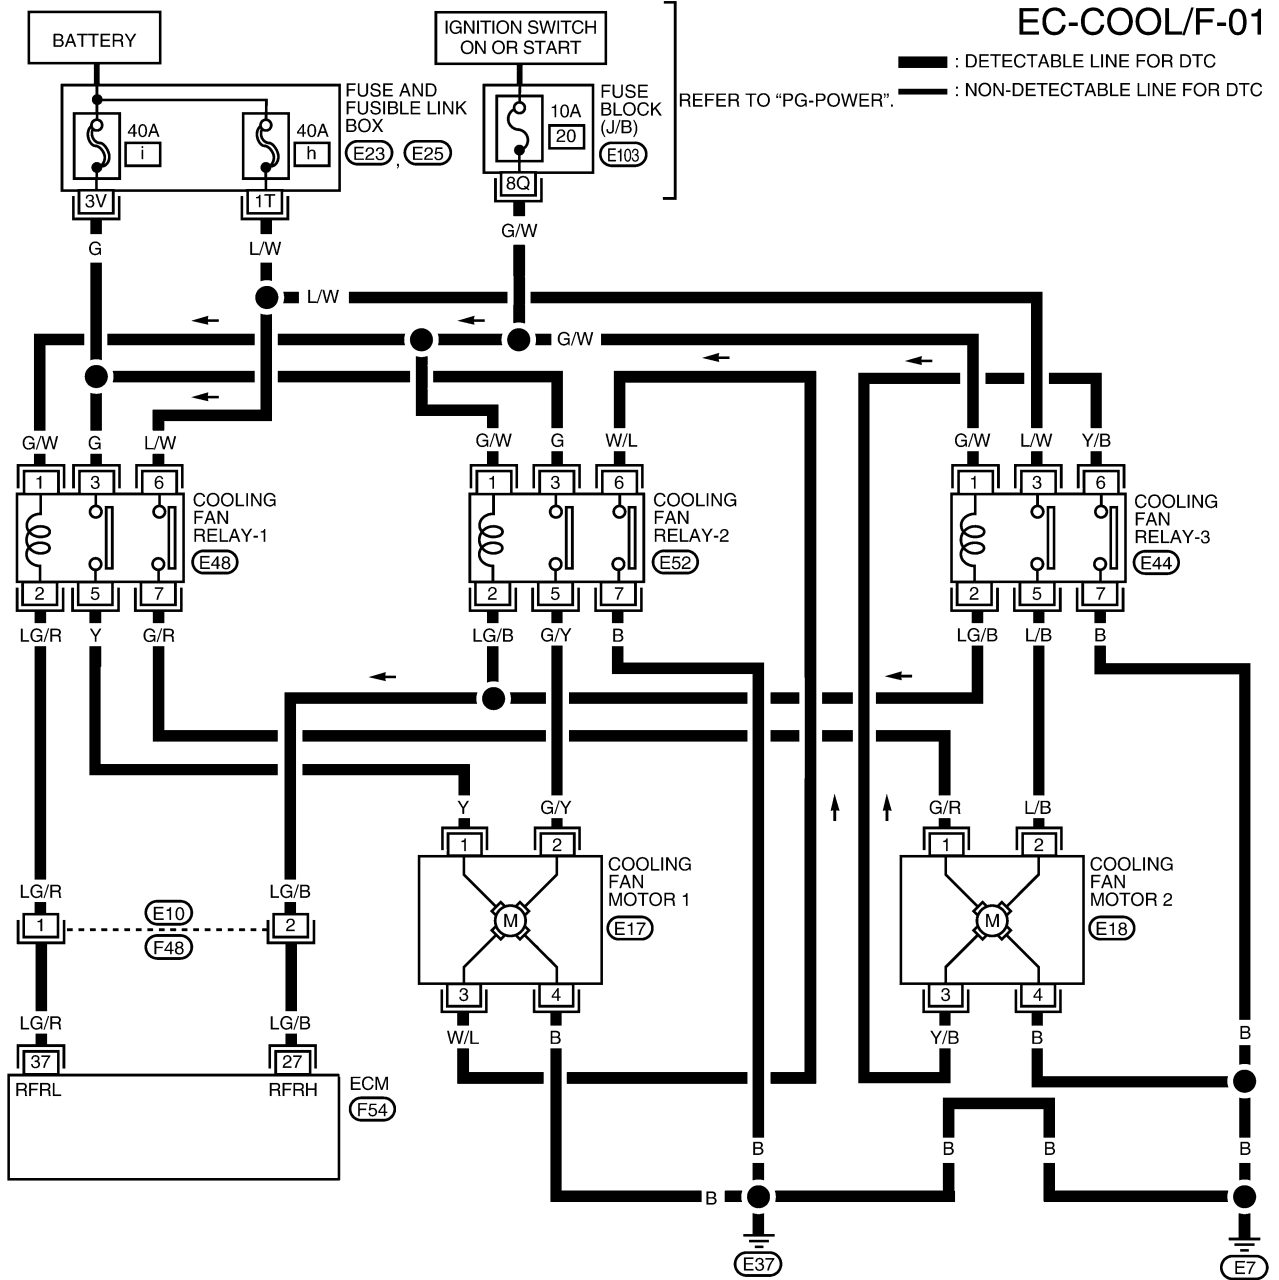 EC-COOL/F-01
BATTERY
IGNITION SWITCH
ON OR START
: DETECTABLE LINE FOR DTC
: NON-DETECTABLE LINE FOR DTC
FUSE AND
FUSIBLE LINK
BOX
E23 , E25
40A
i
40A
h
10A
20
FUSE
BLOCK
(J/B)
E103
REFER TO “PG-POWER”.
3V
1T
8Q
G
L/W
G/W
L/W
G/W
G/W
G
L/W
G/W
G
W/L
G/W
L/W
Y/B
1
3
6
1
3
6
1
3
6
COOLING
FAN
RELAY-1
E48
COOLING
FAN
RELAY-2
E52
COOLING
FAN
RELAY-3
E44
2
5
7
2
5
7
2
5
7
LG/R
Y
G/R
LG/B
G/Y
B
LG/B
L/B
B
Y
G/Y
G/R
L/B
1
2
1
2
COOLING
FAN
MOTOR 1
E17
COOLING
FAN
MOTOR 2
E18
M
M
LG/R
LG/B
1
E10
F48
2
3
4
3
4
LG/R
LG/B
W/L
B
Y/B
B
B
37
27
RFRL
RFRH
ECM
F54
B
B
B
B
B
E37
E7